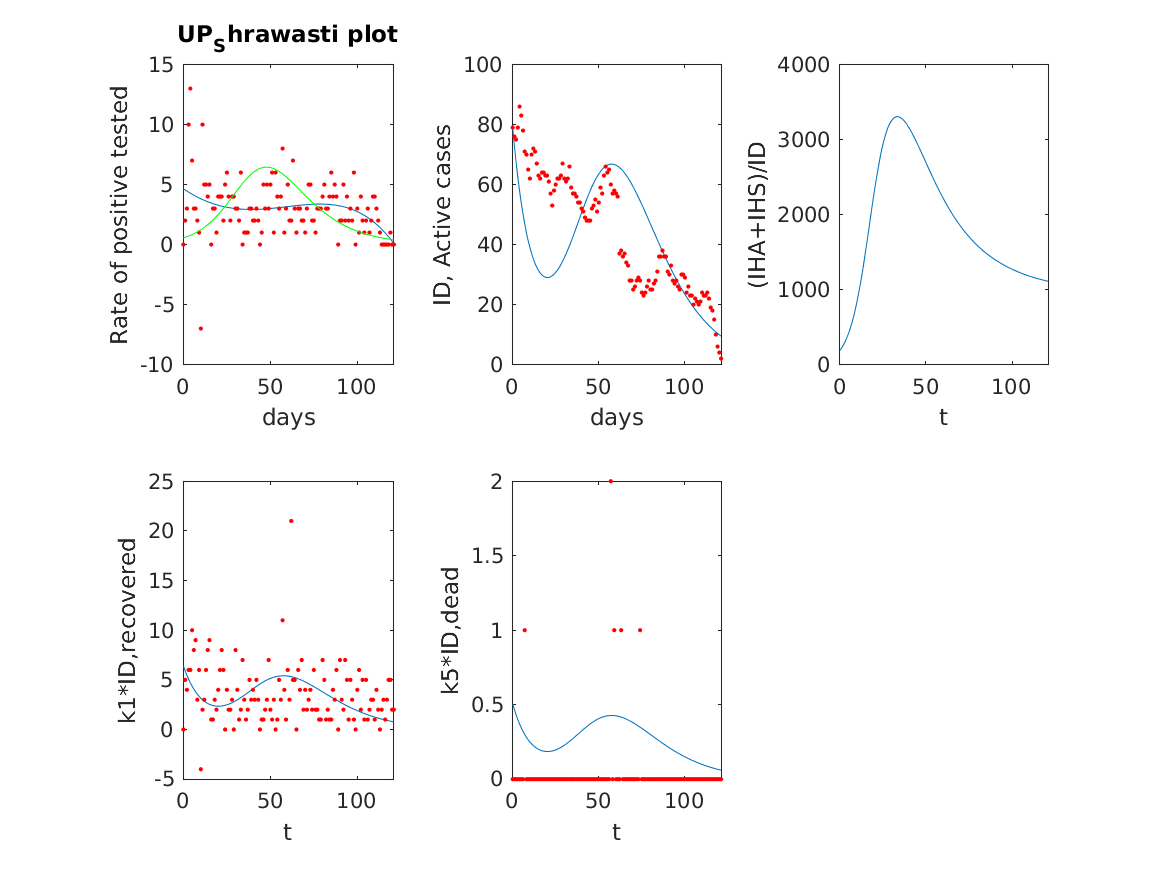 UPShrawasti plot
Rate of positive tested
15
10
5
0
-5
-10
0 50 100
days
ID, Active cases
100
80
60
40
20
0
0 50 100
days
(IHA+IHS)/ID
4000
3000
2000
1000
0
0 50 100
t
k1*ID,recovered
25
20
15
10
5
0
-5
0 50 100
t
k5*ID,dead
2
1.5
1
0.5
0
0 50 100
t